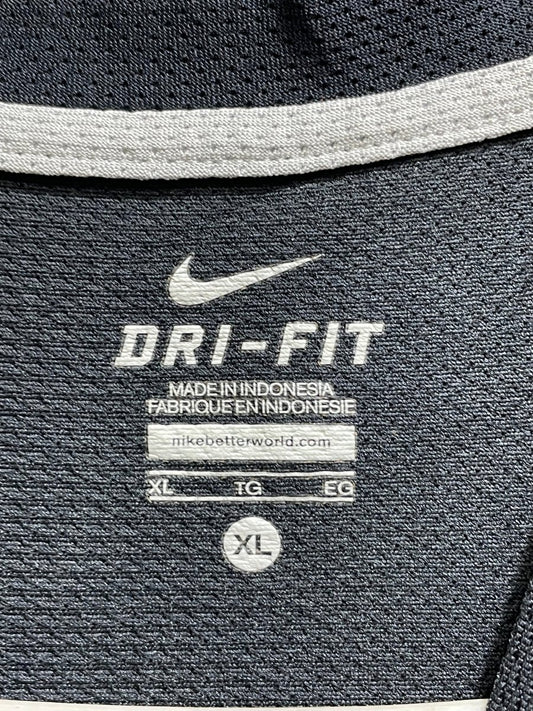 DRI-FIT
MADE IN INDONESIA
FABRIQUE EN INDONESIE
nikebetterworld.com
XL TG EG
XL